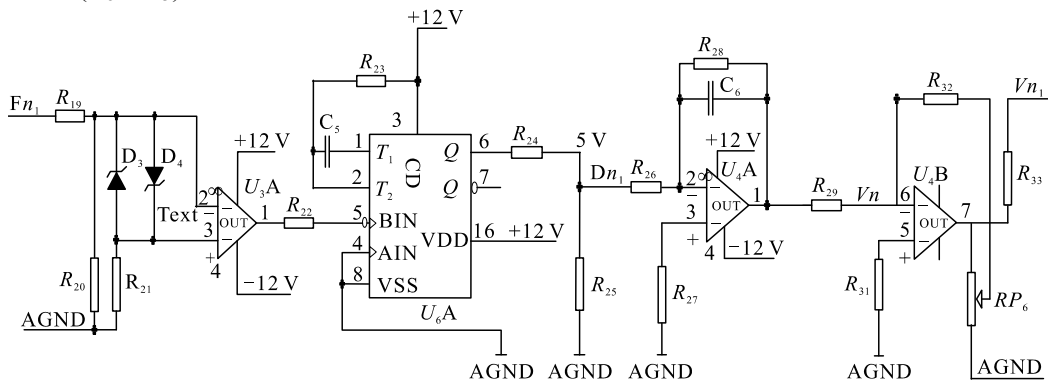 +12 V
R23
R28
Fn1
R19
3
C6
R32
Vn1
C5
6
R24
5 V
+12 V
D3
D4
+12 V
1
T1
Q
U4A
U4B
U3A
2
T2
CD
Q
7
Dn1
R26
2
∞
1
R29
Vn
6
R33
2
∞
−
−
−
Text
OUT
1
R22
5
BIN
OUT
OUT
7
3
−
VDD
16
+12 V
3
−
5
−
+
4
4
AIN
+
4
−12 V
+
R20
R21
−12 V
8
VSS
R25
R27
R31
RP6
AGND
U6A
AGND
AGND
AGND
AGND
AGND